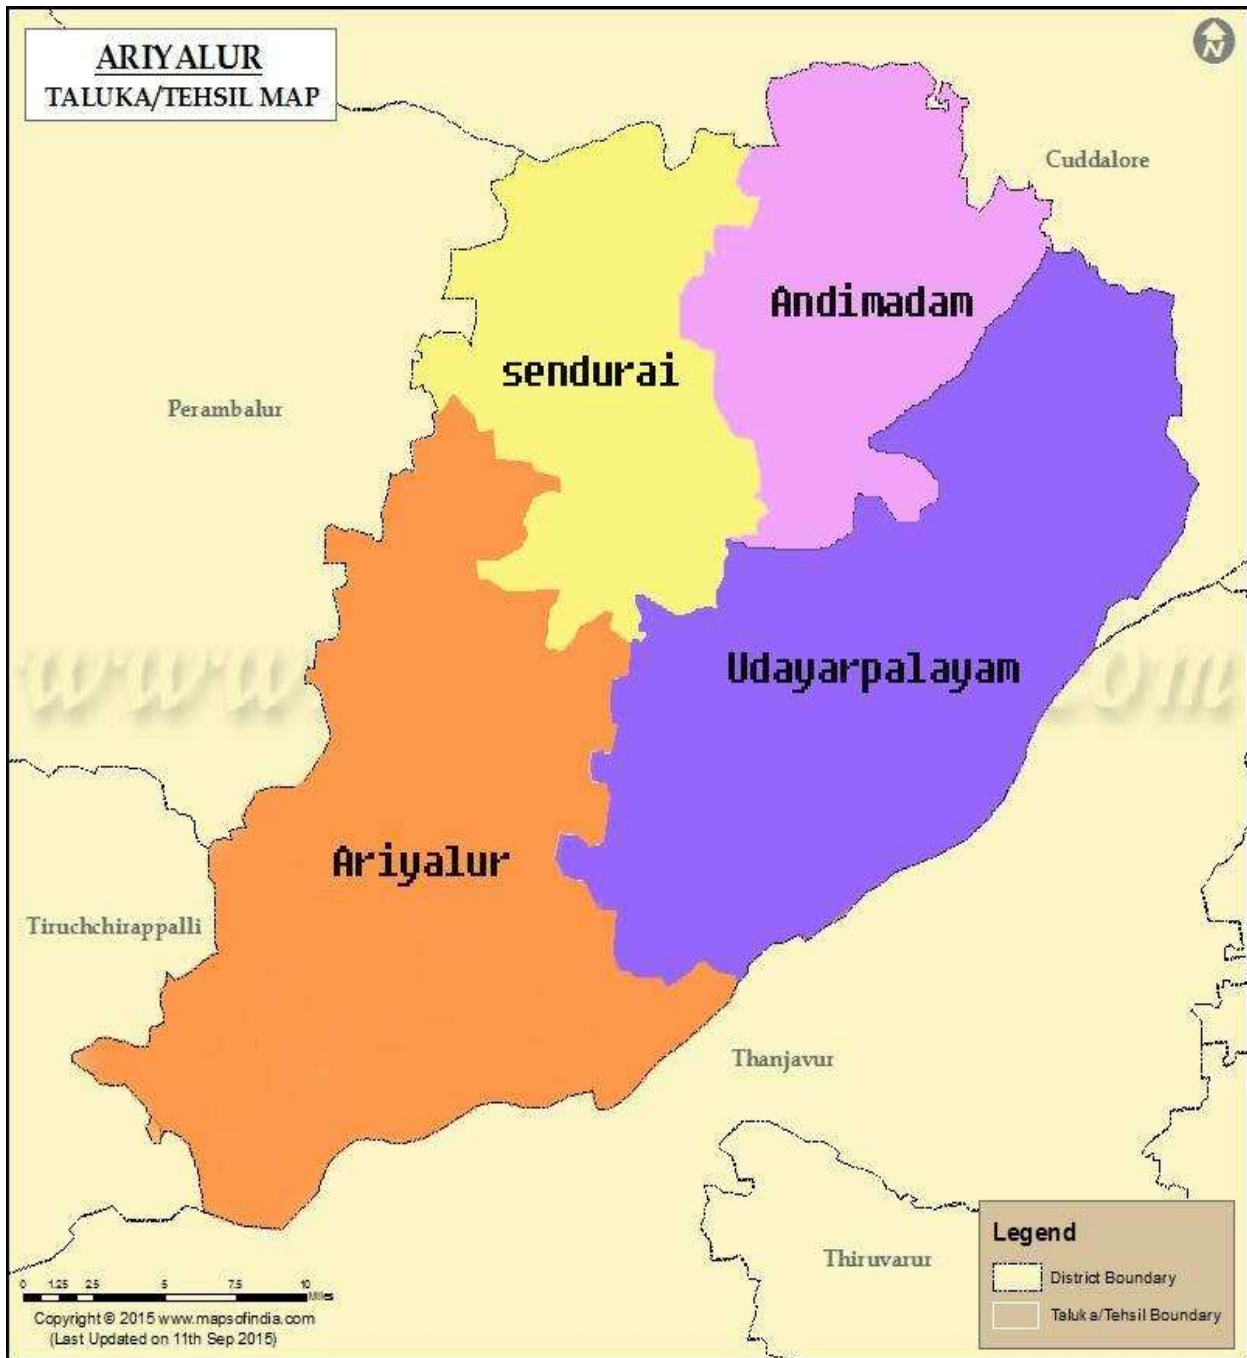 ARIYALUR
TALUKA/TEHSIL MAP
N
Cuddalore
Andimadam
sendurai
Perambalur
Udayarpalayam
www.
om
Ariyalur
Tiruchchirappalli
Thanjavur
Thiruvarur
Legend
District Boundary
Taluka/Tehsil Boundary
0 1.25 2.5 5 7.5 10
Miles
Copyright © 2015 www.mapsofindia.com
(Last Updated on 11th Sep 2015)